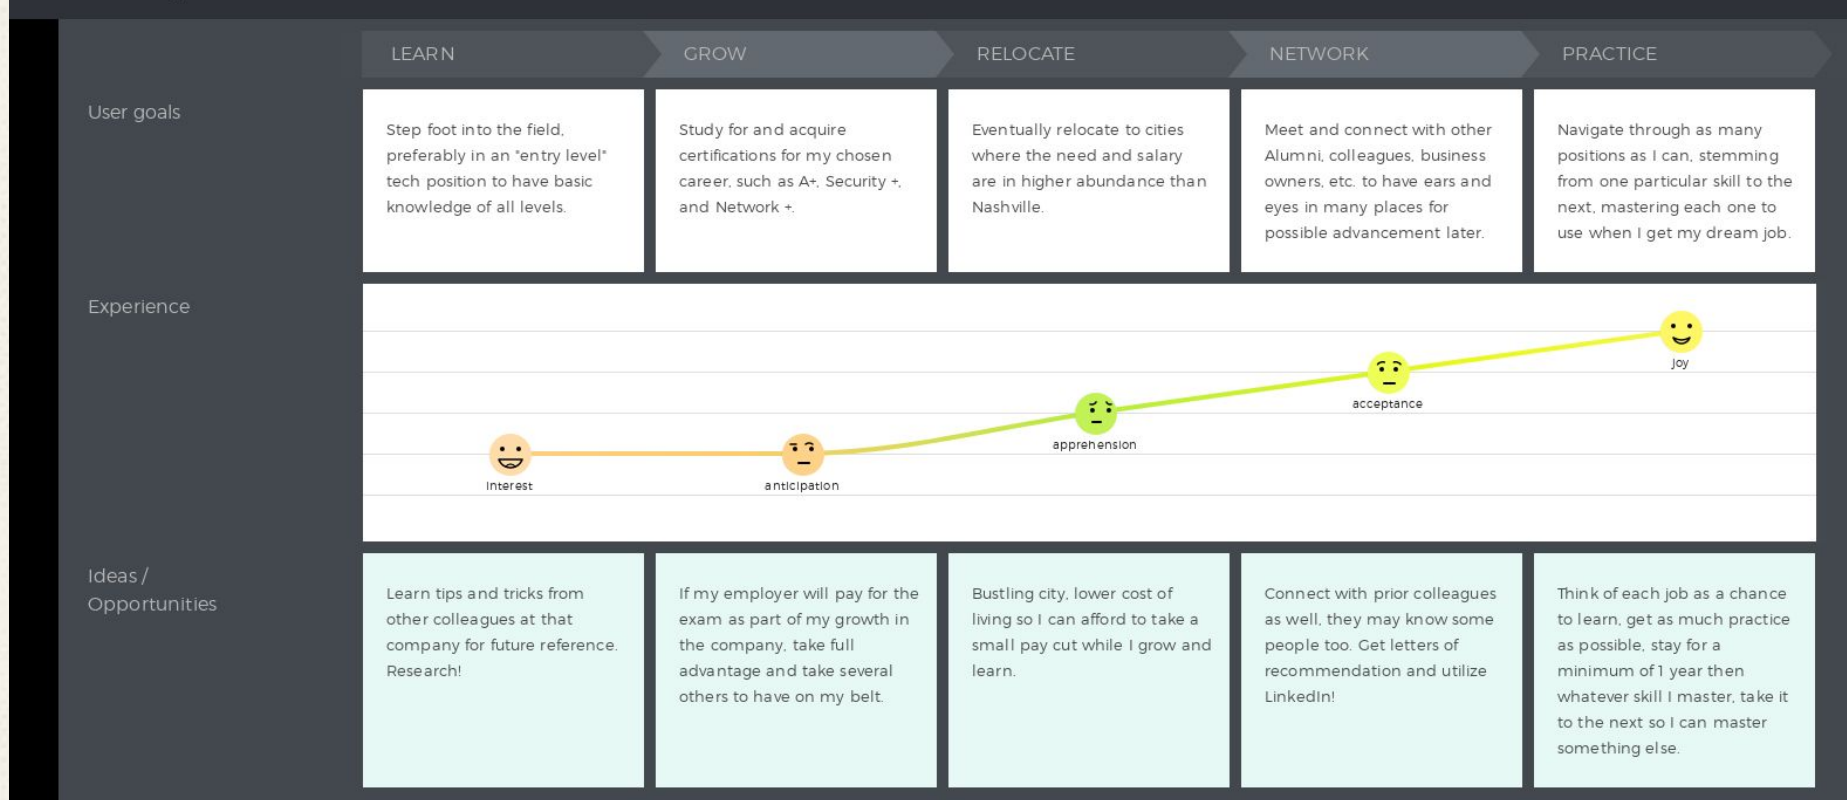 LEARN
GROW
RELOCATE
NETWORK
PRACTICE
User goals
Step foot into the field,
preferably in an "entry level"
tech position to have basic
knowledge of all levels.
Study for and acquire
certifications for my chosen
career, such as A+, Security +,
and Network +.
Eventually relocate to cities
where the need and salary
are in higher abundance than
Nashville.
Meet and connect with other
Alumni, colleagues, business
owners, etc. to have ears and
eyes in many places for
possible advancement later.
Navigate through as many
positions as I can, stemming
from one particular skill to the
next, mastering each one to
use when I get my dream job.
Experience
interest
anticipation
apprehension
acceptance
joy
Ideas /
Opportunities
Learn tips and tricks from
other colleagues at that
company for future reference.
Research!
If my employer will pay for the
exam as part of my growth in
the company, take full
advantage and take several
others to have on my belt.
Bustling city, lower cost of
living so I can afford to take a
small pay cut while I grow and
learn.
Connect with prior colleagues
as well, they may know some
people too. Get letters of
recommendation and utilize
LinkedIn!
Think of each job as a chance
to learn, get as much practice
as possible, stay for a
minimum of 1 year then
whatever skill I master, take it
to the next so I can master
something else.